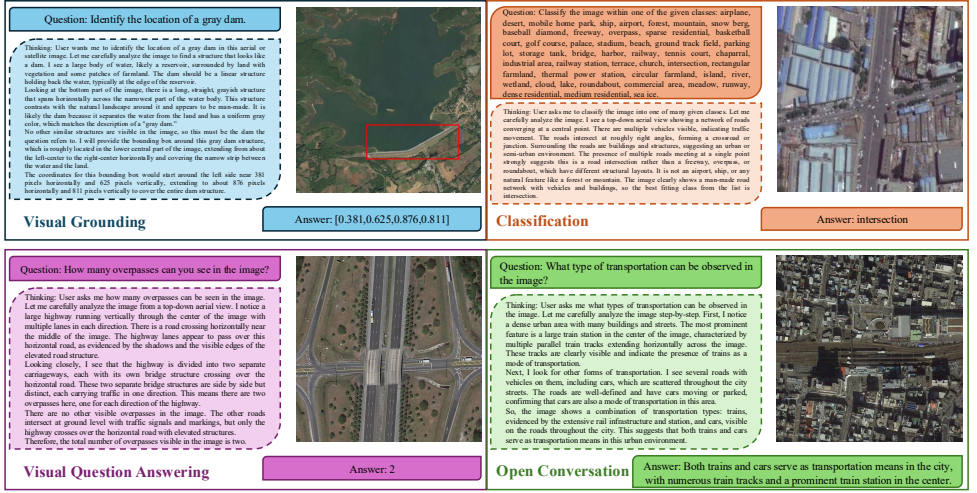 Question: Identify the location of a gray dam.
Thinking: User wants me to identify the location of a gray dam in this aerial or
satellite image. Let me carefully analyze the image to find a structure that looks like
a dam. I see a large body of water, likely a reservoir, surrounded by land with
vegetation and some patches of farmland. The dam should be a linear structure
holding back the water, typically at the edge of the reservoir.
Looking at the bottom part of the image, there is a long, straight, grayish structure
that spans horizontally across the narrowest part of the water body. This structure
contrasts with the natural landscape around it and appears to be man-made. It is
likely the dam because it separates the water from the land and has a uniform gray
color, which matches the description of a "gray dam."
No other similar structures are visible in the image, so this must be the dam the
question refers to. I will provide the bounding box around this gray dam structure,
which is roughly located in the lower central part of the image, extending from about
the left-center to the right-center horizontally and covering the narrow strip between
the water and the land.
The coordinates for this bounding box would start around the left side near 381
pixels horizontally and 625 pixels vertically, extending to about 876 pixels
horizontally and 811 pixels vertically to cover the entire dam structure.
Visual Grounding
Answer: [0.381,0.625,0.876,0.811]
Question: Classify the image within one of the given classes: airplane,
desert, mobile home park, ship, airport, forest, mountain, snow berg,
baseball diamond, freeway, overpass, sparse residential, basketball
court, golf course, palace, stadium, beach, ground track field, parking
lot, storage tank, bridge, harbor, railway, tennis court, chaparral,
industrial area, railway station, terrace, church, intersection, rectangular
farmland, thermal power station, circular farmland, island, river,
wetland, cloud, lake, roundabout, commercial area, meadow, runway,
dense residential, medium residential, sea ice.
Thinking: User asks me to classify the image into one of many given classes. Let me
carefully analyze the image. I see a top-down aerial view showing a network of roads
converging at a central point. There are multiple vehicles visible, indicating traffic
movement. The roads intersect at roughly right angles, forming a crossroad or
junction. Surrounding the roads are buildings and structures, suggesting an urban or
semi-urban environment. The presence of multiple roads meeting at a single point
strongly suggests this is a road intersection rather than a freeway, overpass, or
roundabout, which have different structural layouts. It is not an airport, ship, or any
natural feature like a forest or mountain. The image clearly shows a man-made road
network with vehicles and buildings, so the best fitting class from the list is
intersection.
Classification
Answer: intersection
Question: How many overpasses can you see in the image?
Thinking: User asks me how many overpasses can be seen in the image.
Let me carefully analyze the image from a top-down aerial view. I notice a
large highway running vertically through the center of the image with
multiple lanes in each direction. There is a road crossing horizontally near
the middle of the image. The highway lanes appear to pass over this
horizontal road, as evidenced by the shadows and the visible edges of the
elevated road structure.
Looking closely, I see that the highway is divided into two separate
carriageways, each with its own bridge structure crossing over the
horizontal road. These two separate bridge structures are side by side but
distinct, each carrying traffic in one direction. This means there are two
overpasses here, one for each direction of the highway.
There are no other visible overpasses in the image. The other roads
intersect at ground level with traffic signals and markings, but only the
highway crosses over the horizontal road with elevated structures.
Therefore, the total number of overpasses visible in the image is two.
Visual Question Answering
Answer: 2
Question: What type of transportation can be observed in
the image?
Thinking: User asks me what types of transportation can be observed in
the image. Let me carefully analyze the image step-by-step. First, I notice
a dense urban area with many buildings and streets. The most prominent
feature is a large train station in the center of the image, characterized by
multiple parallel train tracks extending horizontally across the image.
These tracks are clearly visible and indicate the presence of trains as a
mode of transportation.
Next, I look for other forms of transportation. I see several roads with
vehicles on them, including cars, which are scattered throughout the city
streets. The roads are well-defined and have cars moving or parked,
confirming that cars are also a mode of transportation in this area.
So, the image shows a combination of transportation types: trains,
evidenced by the extensive rail infrastructure and station, and cars, visible
on the roads throughout the city. This suggests that both trains and cars
serve as transportation means in this urban environment.
Open Conversation
Answer: Both trains and cars serve as transportation means in the city,
with numerous train tracks and a prominent train station in the center.